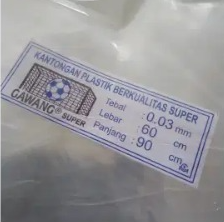 KANTONGAN PLASTIK BERKUALITAS SUPER
GAWANG® SUPER
Tebal : 0.03 mm
Lebar : 60 cm
Panjang : 90 cm